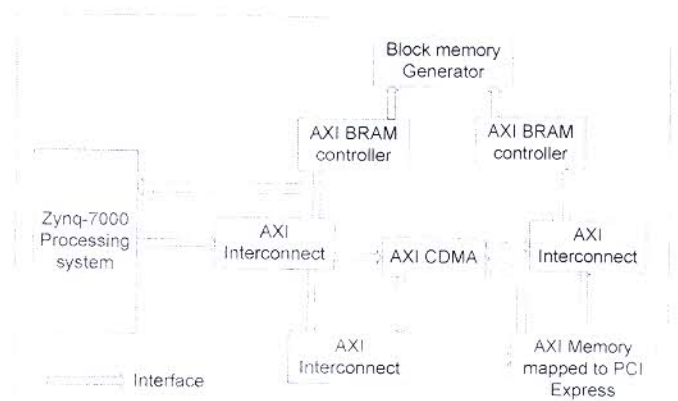 Block memory
Generator
AXI BRAM
controller
AXI BRAM
controller
Zynq-7000
Processing
system
AXI
Interconnect
AXI CDMA
AXI
Interconnect
AXI
Interconnect
AXI Memory
mapped to PCI
Express
Interface